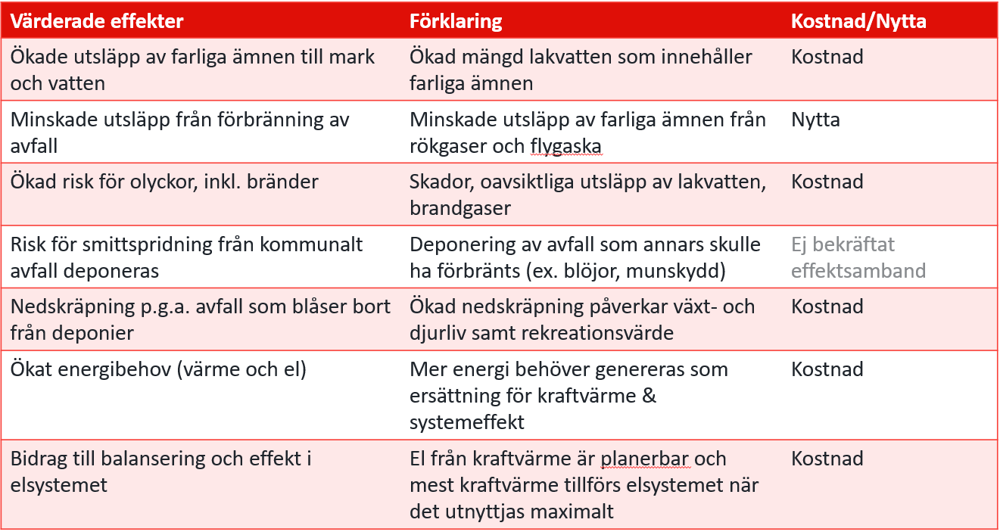 Värderade effekter Förklaring Kostnad/Nytta
Ökade utsläpp av farliga ämnen till mark Ökad mängd lakvatten som innehåller Kostnad
och vatten farliga ämnen
Minskade utsläpp från förbränning av Minskade utsläpp av farliga ämnen från Nytta
avfall rökgaser och flygaska
Ökad risk för olyckor, inkl. bränder Skador, oavsiktliga utsläpp av lakvatten, Kostnad
brandgaser
Risk för smittspridning från kommunalt Deponering av avfall som annars skulle Ej bekräftat
avfall deponeras ha förbränts (ex. blöjor, munskydd) effektsamband
Nedskräpning p.g.a. avfall som blåser bort Ökad nedskräpning påverkar växt- och Kostnad
från deponier djurliv samt rekreationsvärde
Ökat energibehov (värme och el) Mer energi behöver genereras som Kostnad
ersättning för kraftvärme &
systemeffekt
Bidrag till balansering och effekt i El från kraftvärme är planerbar och Kostnad
elsystemet mest kraftvärme tillförs elsystemet när
det utnyttjas maximalt